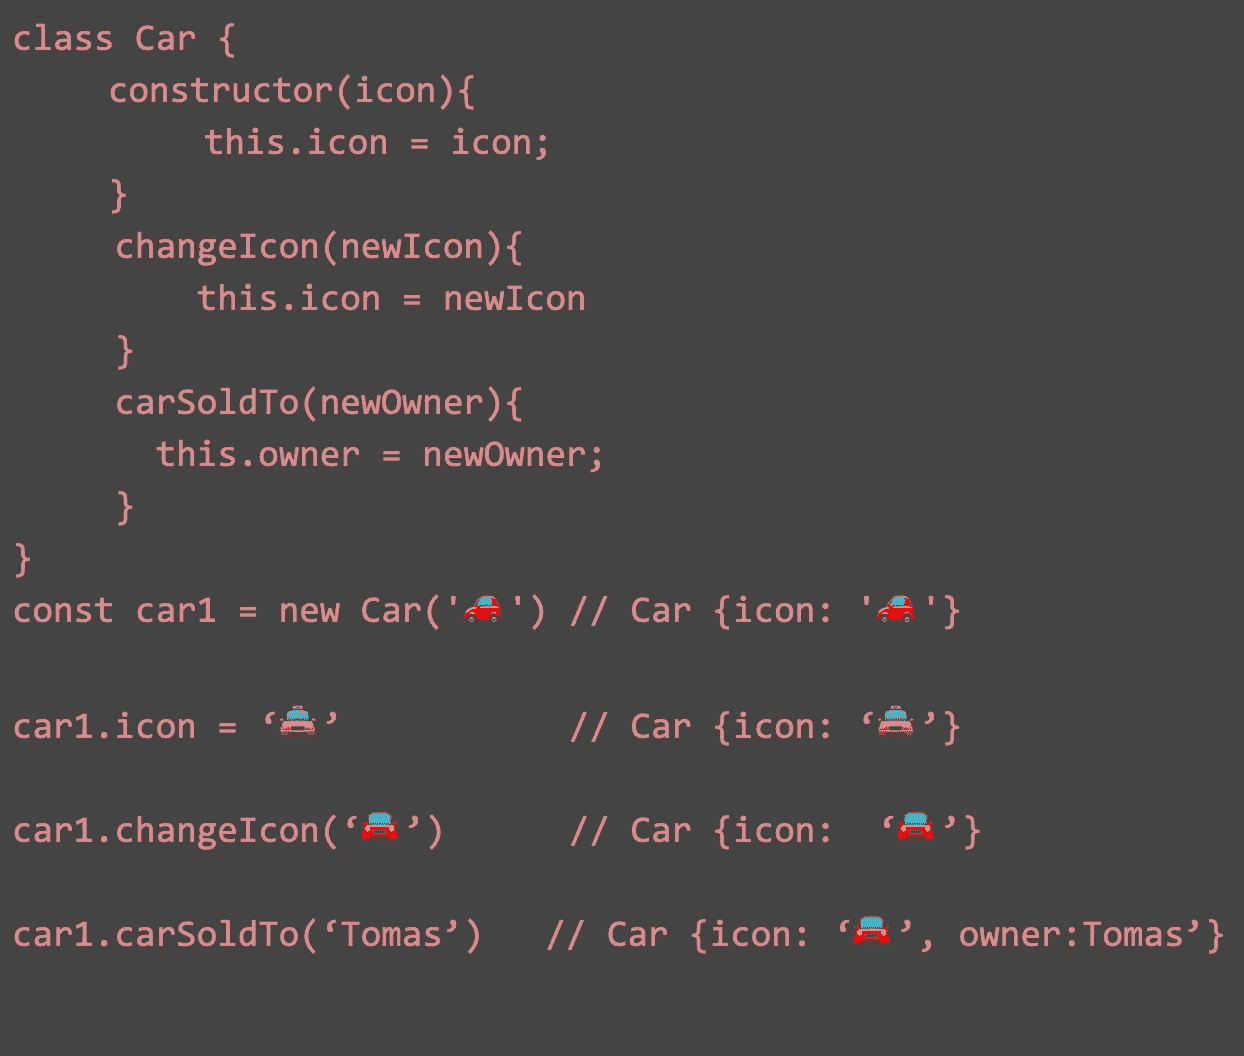 class Car {
constructor(icon){
this.icon = icon;
}
changeIcon(newIcon){
this.icon = newIcon
}
carSoldTo(newOwner){
this.owner = newOwner;
}
}
const car1 = new Car('🚗') // Car {icon: '🚗'}
car1.icon = ‘🚔’ // Car {icon: ‘🚔’}
car1.changeIcon(‘🚘’) // Car {icon: ‘🚘’}
car1.carSoldTo(‘Tomas’) // Car {icon: ‘🚘’, owner:Tomas’}